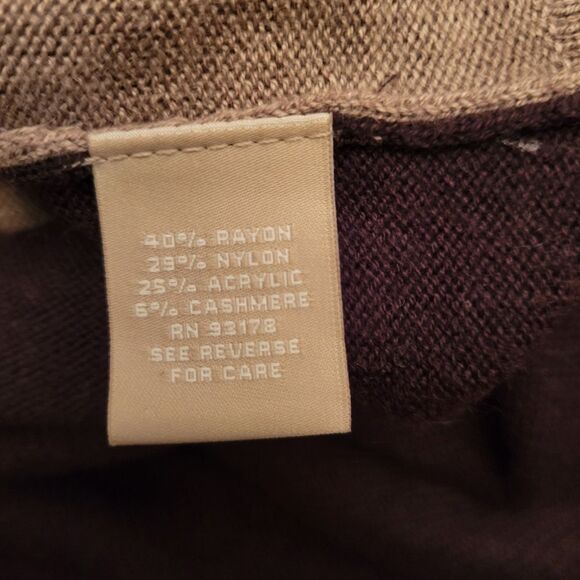 40% RAYON
29% NYLON
25% ACRYLIC
6% CASHMERE
RN 93178
SEE REVERSE
FOR CARE